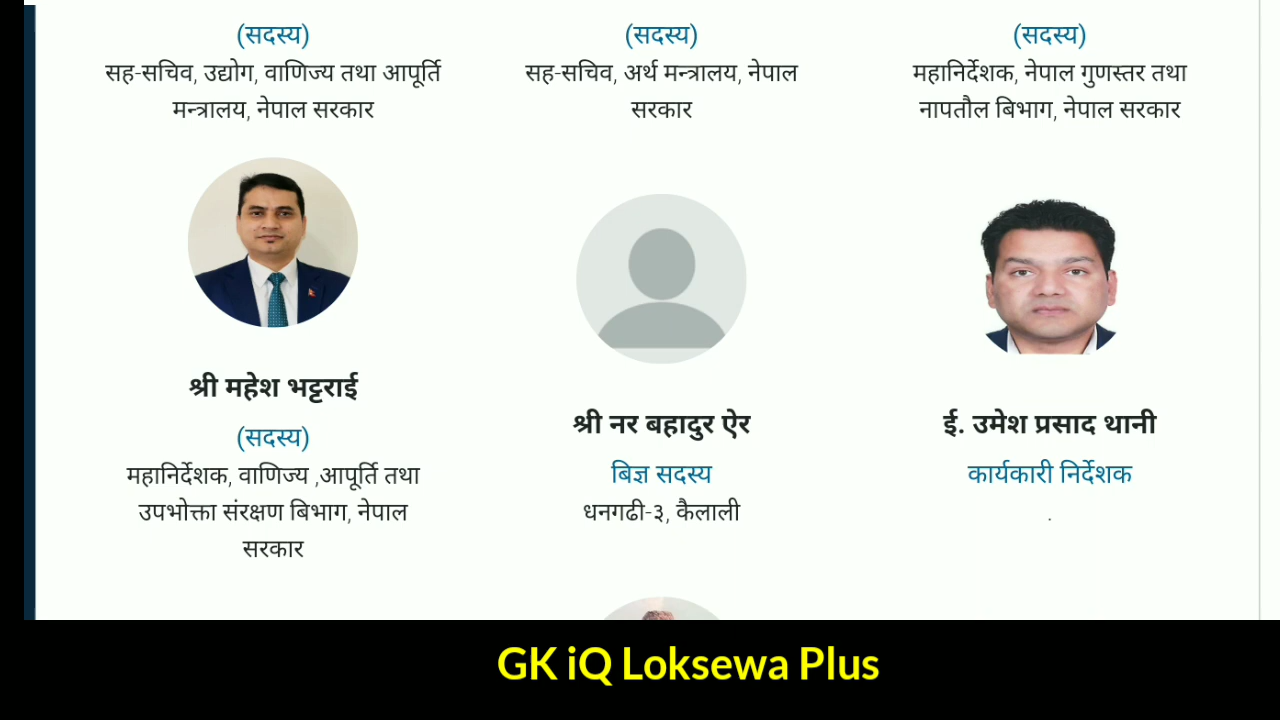 (सदस्य)
सह-सचिव, उद्योग, वाणिज्य तथा आपूर्ति
मन्त्रालय, नेपाल सरकार
(सदस्य)
सह-सचिव, अर्थ मन्त्रालय, नेपाल
सरकार
(सदस्य)
महानिर्देशक, नेपाल गुणस्तर तथा
नापतौल बिभाग, नेपाल सरकार
श्री महेश भट्टराई
(सदस्य)
महानिर्देशक, वाणिज्य ,आपूर्ति तथा
उपभोक्ता संरक्षण बिभाग, नेपाल
सरकार
श्री नर बहादुर ऐर
बिज्ञ सदस्य
धनगढी-३, कैलाली
ई. उमेश प्रसाद थानी
कार्यकारी निर्देशक
.
GK iQ Loksewa Plus